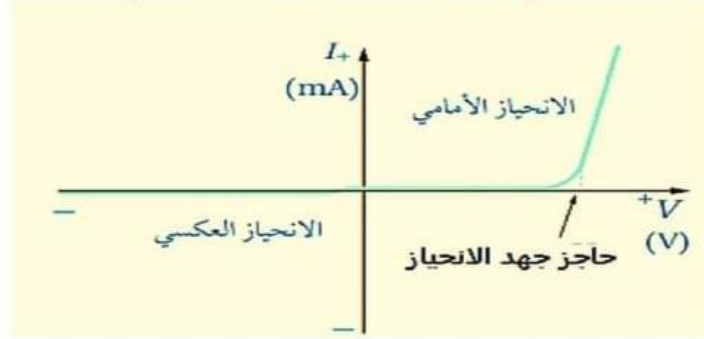 I+
(mA)
الانحياز الأمامي
+V
(V)
–
الانحياز العكسي
حاجز جهد الانحياز
–